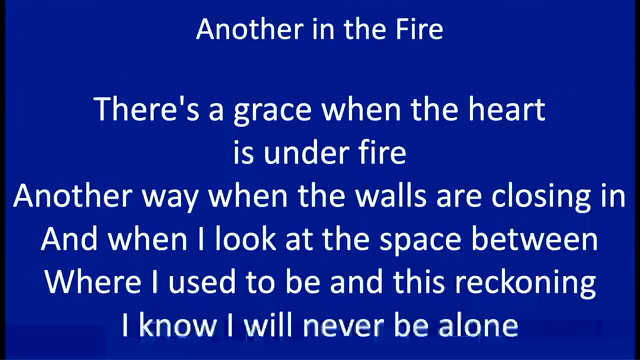 Another in the Fire
There's a grace when the heart
is under fire
Another way when the walls are closing in
And when I look at the space between
Where I used to be and this reckoning
I know I will never be alone